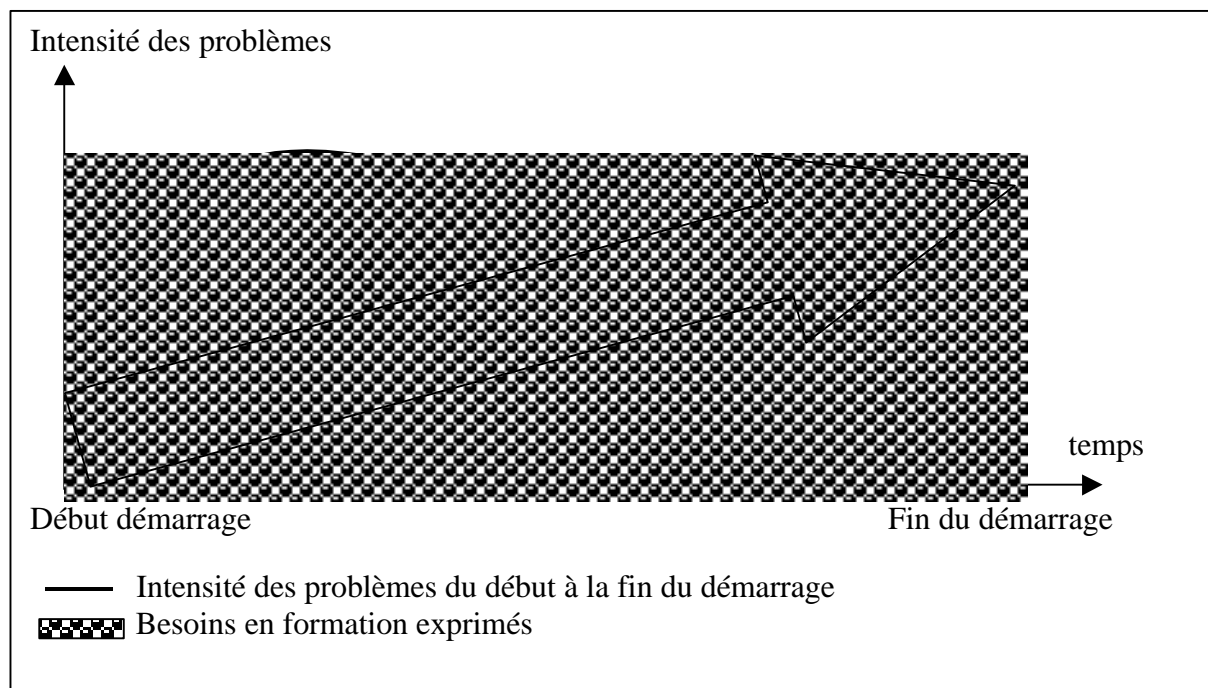 Intensité des problèmes
temps
Début démarrage
Fin du démarrage
Intensité des problèmes du début à la fin du démarrage
Besoins en formation exprimés